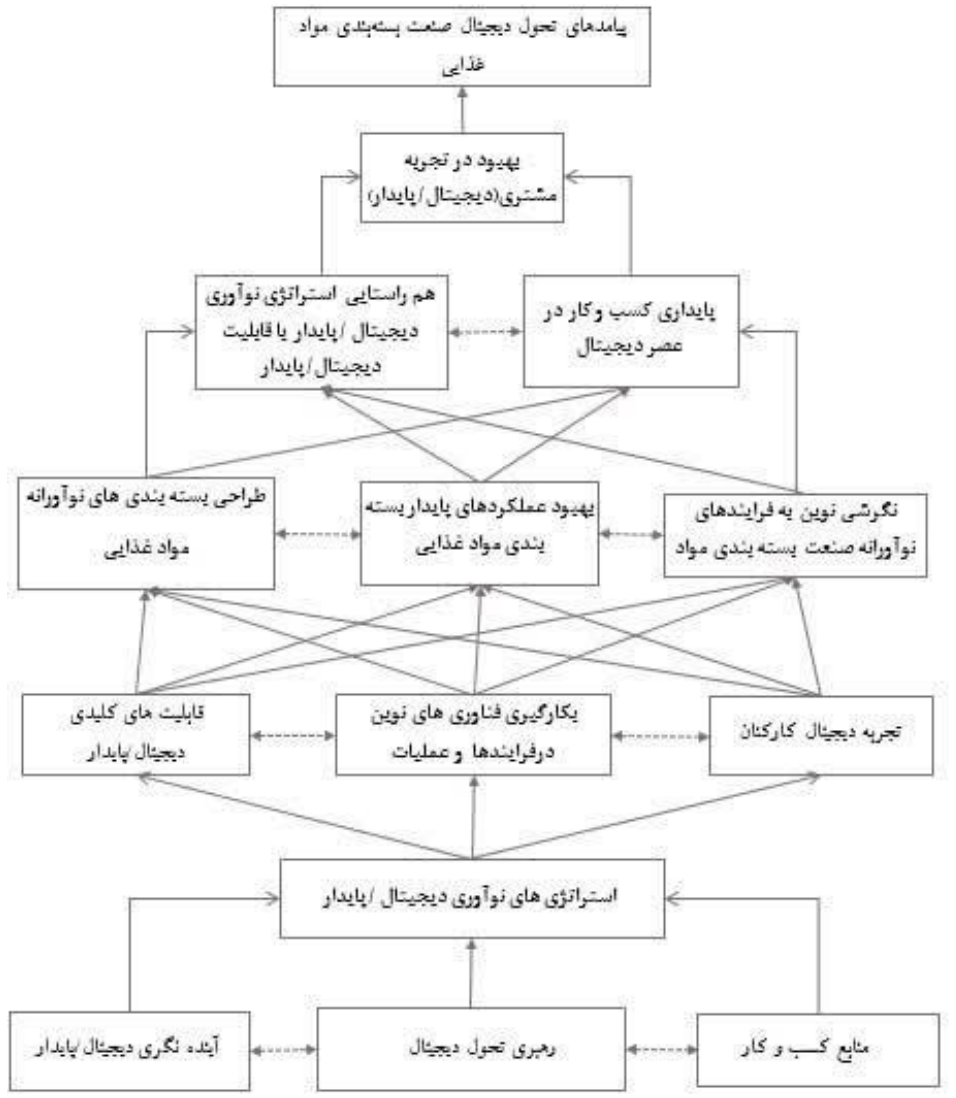 پیامدهای تحول دیجیتال صنعت بسته‌بندی مواد
غذایی
بهبود در تجربه
مشتری(دیجیتال/پایدار)
پایداری کسب وکار در
عصر دیجیتال
هم راستایی استراتژی نوآوری
دیجیتال /پایدار با قابلیت
دیجیتال/پایدار
نگرشی نوین به فرایندهای
نوآورانه صنعت بسته بندی مواد
بهبود عملکردهای پایدار بسته
بندی مواد غذایی
طراحی بسته بندی های نوآورانه
مواد غذایی
تجربه دیجیتال کارکنان
بکارگیری فناوری های نوین
درفرایندها و عملیات
قابلیت های کلیدی
دیجیتال/پایدار
استراتژی های نوآوری دیجیتال /پایدار
منابع کسب و کار
رهبری تحول دیجیتال
آینده نگری دیجیتال/پایدار